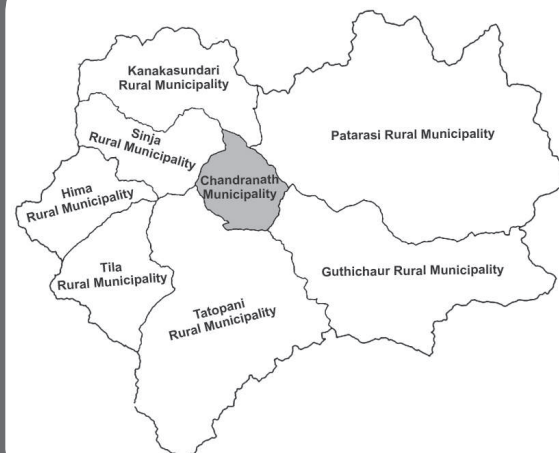 Kanakasundari
Rural Municipality
Patarasi Rural Municipality
Sinja
Rural Municipality
Chandranath
Municipality
Hima
Rural Municipality
Tila
Rural Municipality
Guthichaur Rural Municipality
Tatopani
Rural Municipality